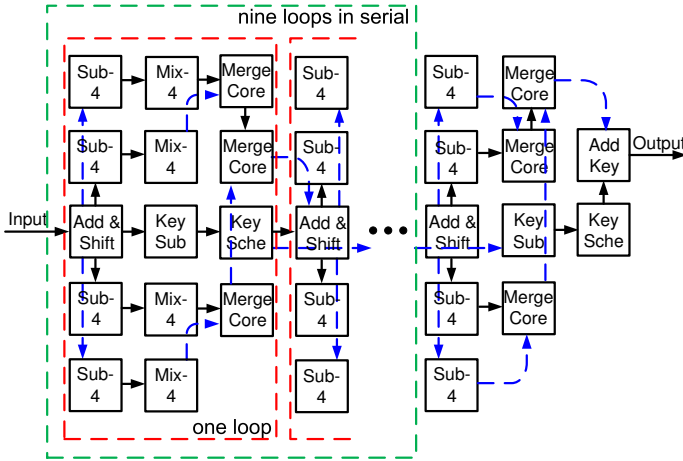 nine loops in serial
Sub-
4
Mix-
4
Merge
Core
Sub-
4
Sub-
4
Merge
Core
Sub-
4
Mix-
4
Merge
Core
Sub-
4
Sub-
4
Merge
Core
Add
Key
Output
Input
Add &
Shift
Key
Sub
Key
Sche
Add &
Shift
Add &
Shift
Key
Sub
Key
Sche
Sub-
4
Mix-
4
Merge
Core
Sub-
4
Sub-
4
Merge
Core
Sub-
4
Mix-
4
Sub-
4
Sub-
4
one loop